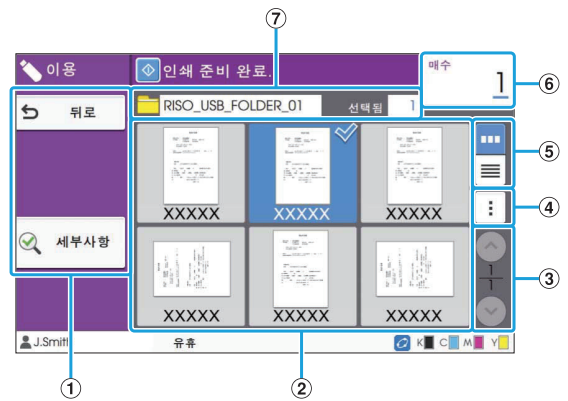 ⑦
이용
인쇄 준비 완료.
매수
1
⑥
뒤로
RISO_USB_FOLDER_01
선택됨
1
⑤
XXXXX
XXXXX
XXXXX
④
세부사항
1
1
③
XXXXX
XXXXX
XXXXX
J.Smith
유휴
K C M Y
①
②